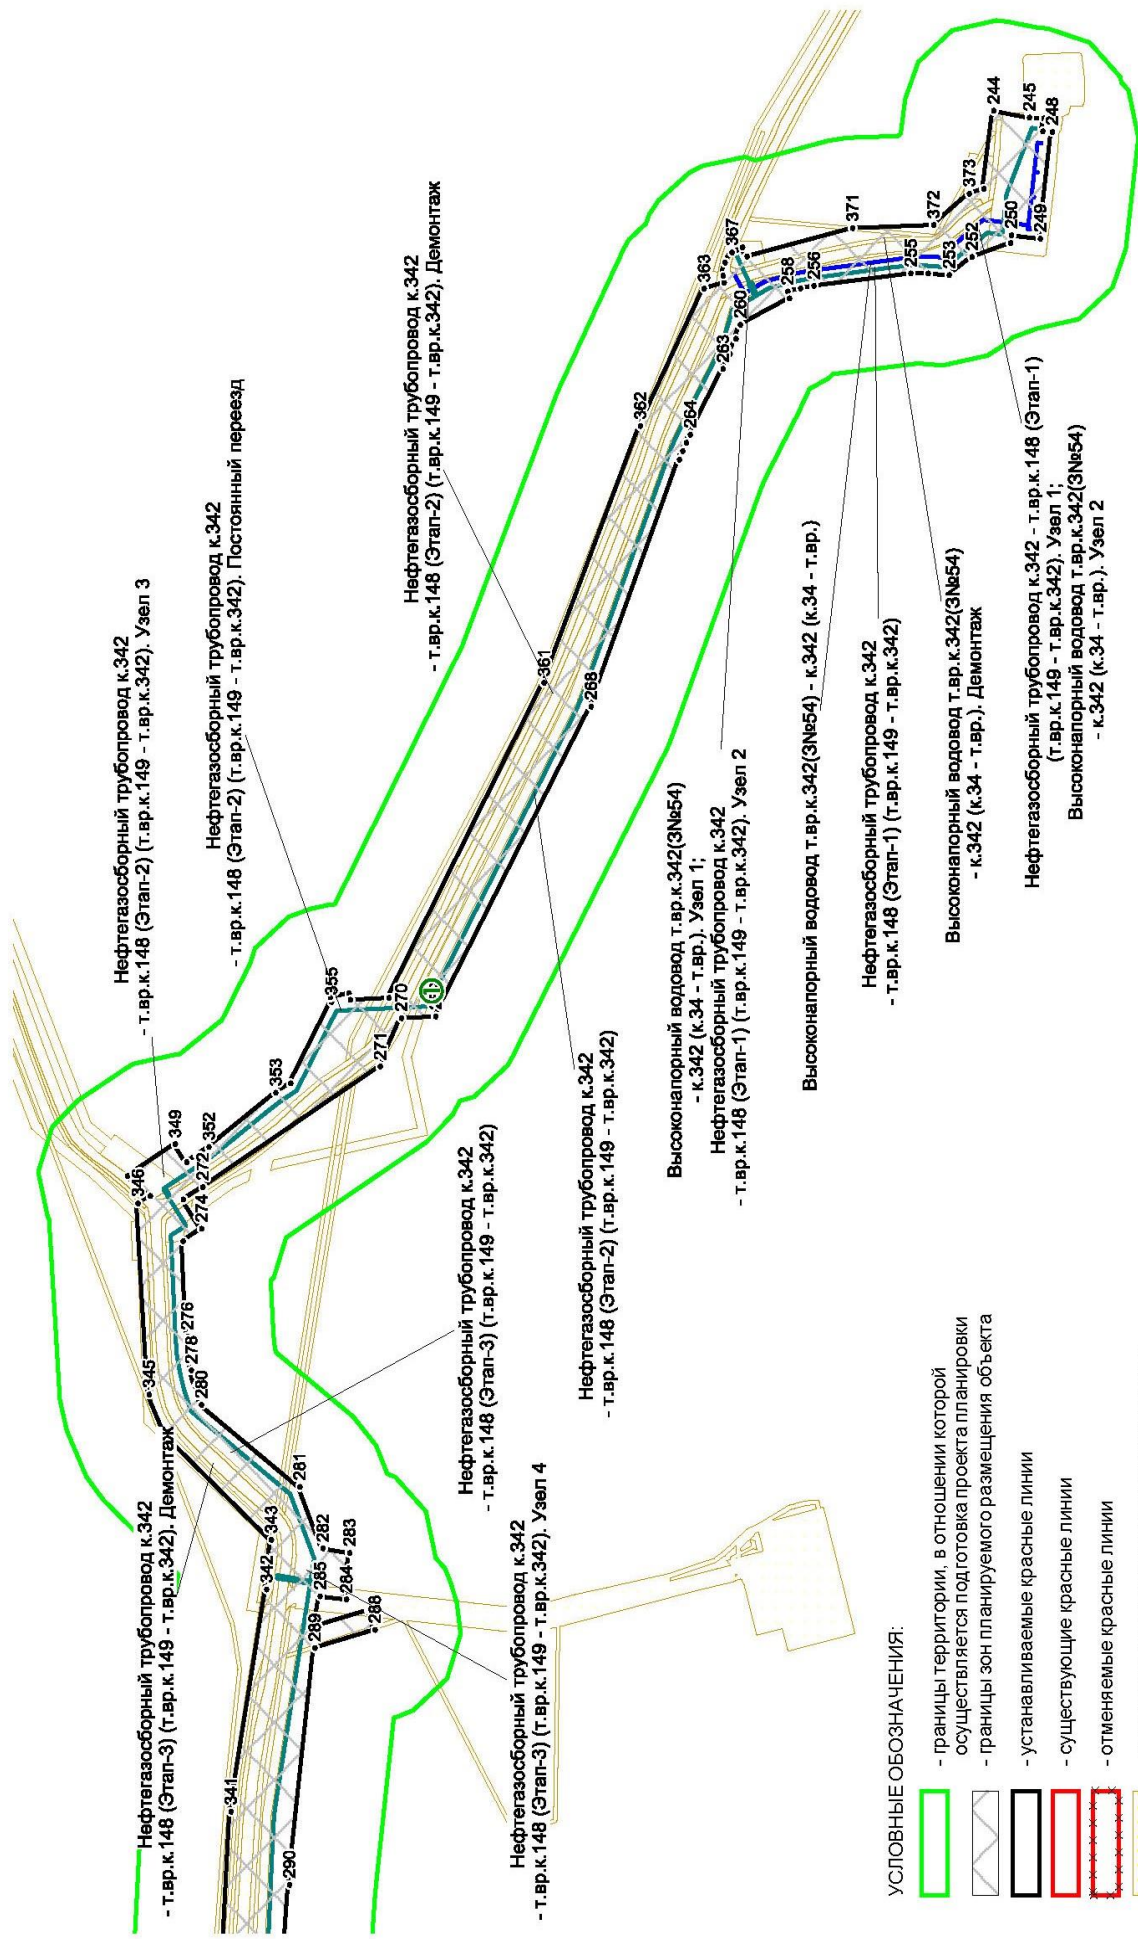 Нефтегазосборный трубопровод к.342
- т.вр.к.148 (Этап-3) (т.вр.к.149 - т.вр.к.342). Демонтаж
Нефтегазосборный трубопровод к.342
- т.вр.к.148 (Этап-2) (т.вр.к.149 - т.вр.к.342). Узел 3
Нефтегазосборный трубопровод к.342
- т.вр.к.148 (Этап-2) (т.вр.к.149 - т.вр.к.342). Постоянный переезд
Нефтегазосборный трубопровод к.342
- т.вр.к.148 (Этап-2) (т.вр.к.149 - т.вр.к.342). Демонтаж
Нефтегазосборный трубопровод к.342
- т.вр.к.148 (Этап-3) (т.вр.к.149 - т.вр.к.342)
Нефтегазосборный трубопровод к.342
- т.вр.к.148 (Этап-3) (т.вр.к.149 - т.вр.к.342). Узел 4
Нефтегазосборный трубопровод к.342
- т.вр.к.148 (Этап-2) (т.вр.к.149 - т.вр.к.342)
Высоконапорный водовод т.вр.к.342(3№54)
- к.342 (к.34 - т.вр.). Узел 1;
Нефтегазосборный трубопровод к.342
- т.вр.к.148 (Этап-1) (т.вр.к.149 - т.вр.к.342). Узел 2
Высоконапорный водовод т.вр.к.342(3№54) - к.342 (к.34 - т.вр.)
Нефтегазосборный трубопровод к.342
- т.вр.к.148 (Этап-1) (т.вр.к.149 - т.вр.к.342)
Высоконапорный водовод т.вр.к.342(3№54)
- к.342 (к.34 - т.вр.). Демонтаж
Нефтегазосборный трубопровод к.342 - т.вр.к.148 (Этап-1)
(т.вр.к.149 - т.вр.к.342). Узел 1;
Высоконапорный водовод т.вр.к.342(3№54)
- к.342 (к.34 - т.вр.). Узел 2
341
290
342
343
289
288
285
284
282
283
281
345
280
278
276
346
274
272
349
352
353
271
270
355
1
361
268
362
264
263
363
260
367
258
256
371
255
372
253
252
373
250
249
244
245
248
УСЛОВНЫЕ ОБОЗНАЧЕНИЯ:
- границы территории, в отношении которой
осуществляется подготовка проекта планировки
- границы зон планируемого размещения объекта
- устанавливаемые красные линии
- существующие красные линии
- отменяемые красные линии